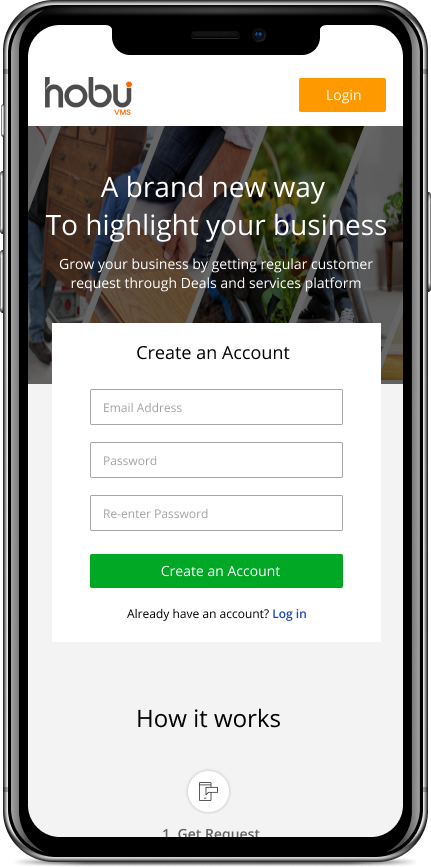 hobu
VMS
Login
A brand new way
To highlight your business
Grow your business by getting regular customer
request through Deals and services platform
Create an Account
Email Address
Password
Re-enter Password
Create an Account
Already have an account? Log in
How it works
1. Get Request